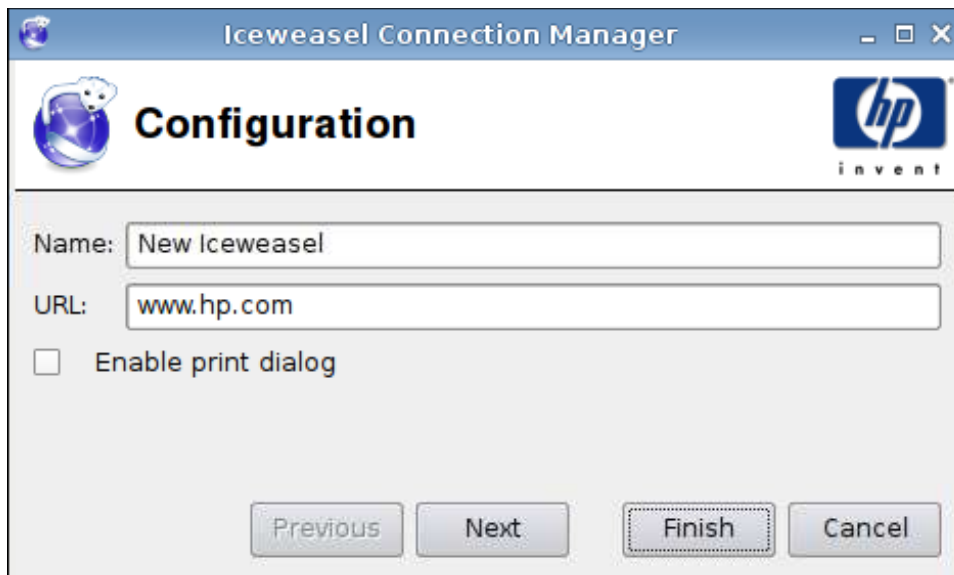 Iceweasel Connection Manager
Configuration
hp
invent
Name: New Iceweasel
URL: www.hp.com
Enable print dialog
Previous Next Finish Cancel